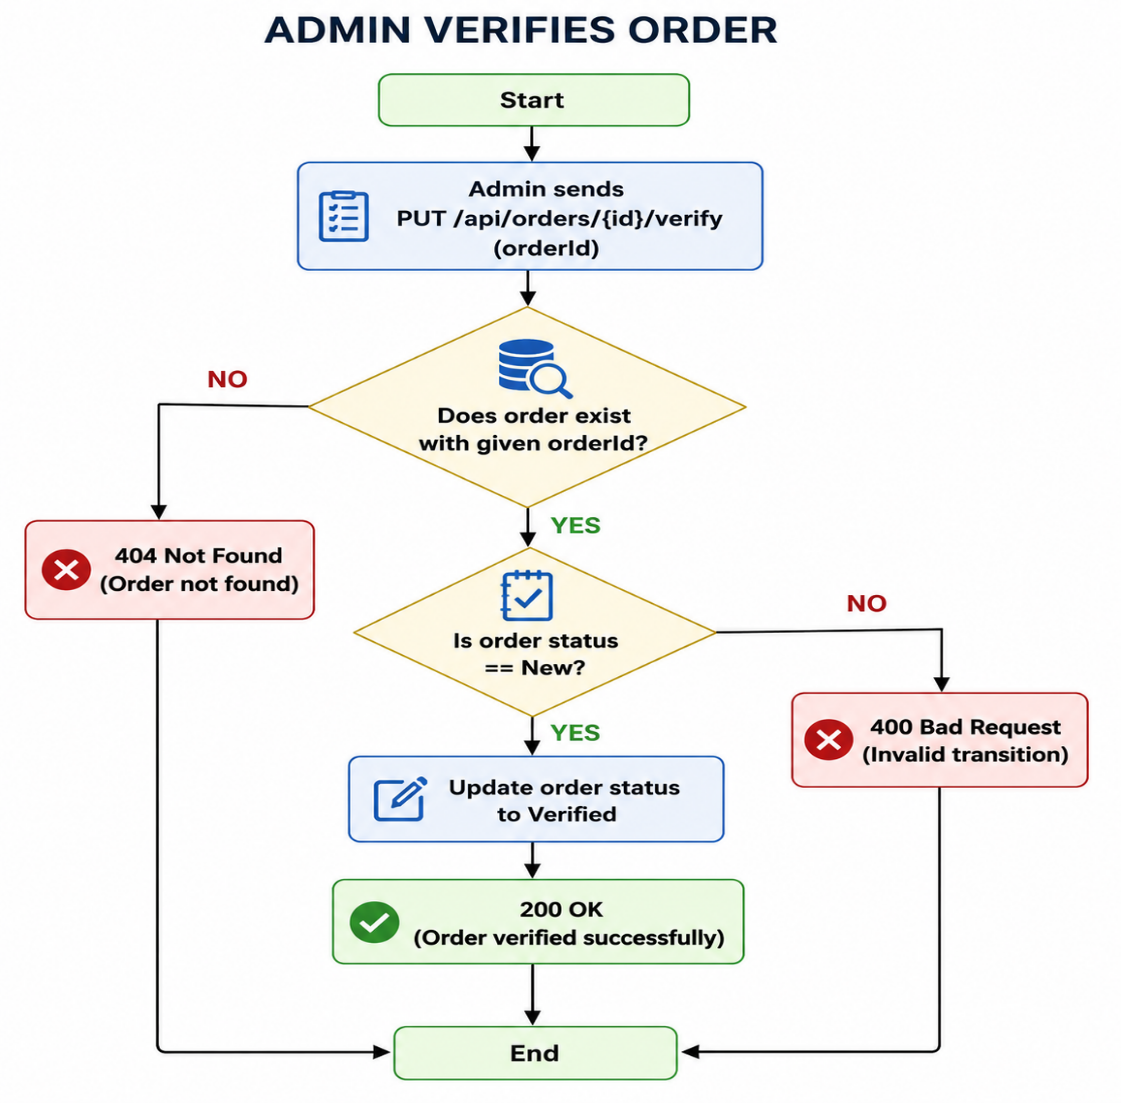 ADMIN VERIFIES ORDER
Start
Admin sends
PUT /api/orders/{id}/verify
(orderId)
Does order exist
with given orderId?
NO
YES
404 Not Found
(Order not found)
Is order status
== New?
NO
YES
400 Bad Request
(Invalid transition)
Update order status
to Verified
200 OK
(Order verified successfully)
End